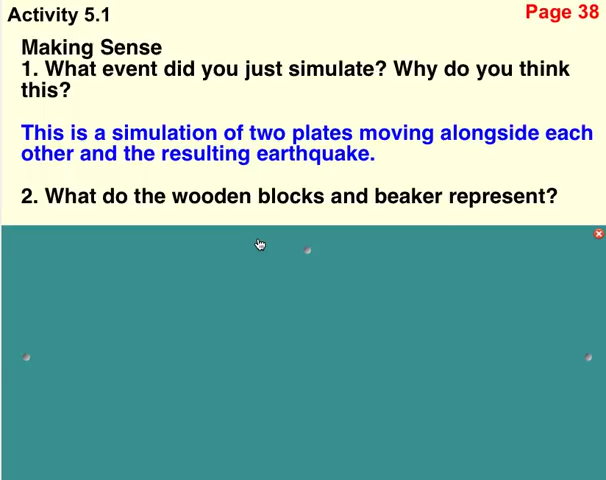 Activity 5.1
Page 38
Making Sense
1. What event did you just simulate? Why do you think
this?
This is a simulation of two plates moving alongside each
other and the resulting earthquake.
2. What do the wooden blocks and beaker represent?